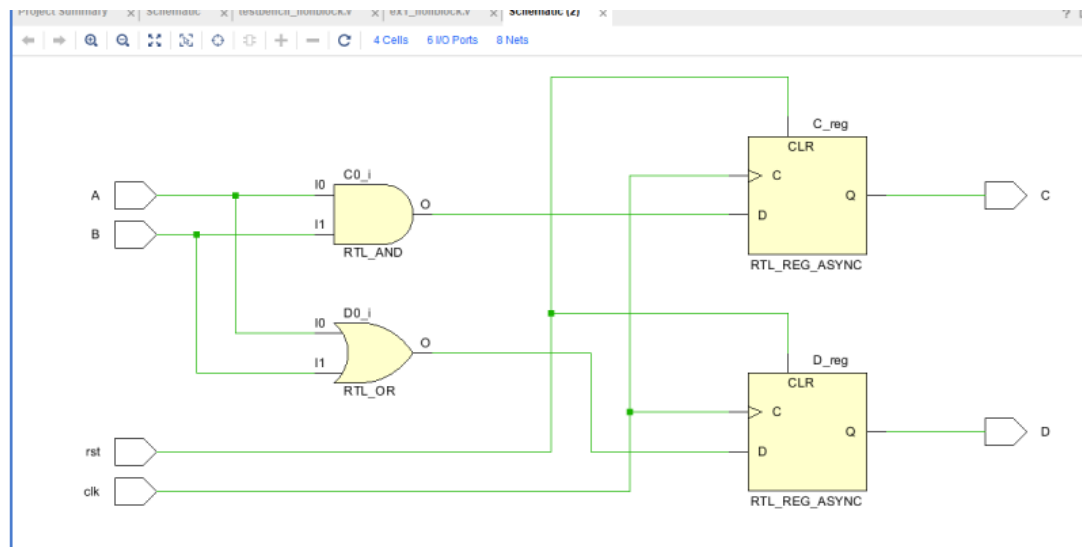 Project Summary × Schematic × testbench_nonblock.v × ex1_nonblock.v × Schematic (2) × ?
4 Cells 6 I/O Ports 8 Nets
C_reg
CLR
C0_i
I0
C
A
O
Q
C
I1
D
B
RTL_AND
RTL_REG_ASYNC
D0_i
I0
O
D_reg
I1
CLR
RTL_OR
C
Q
D
rst
D
clk
RTL_REG_ASYNC